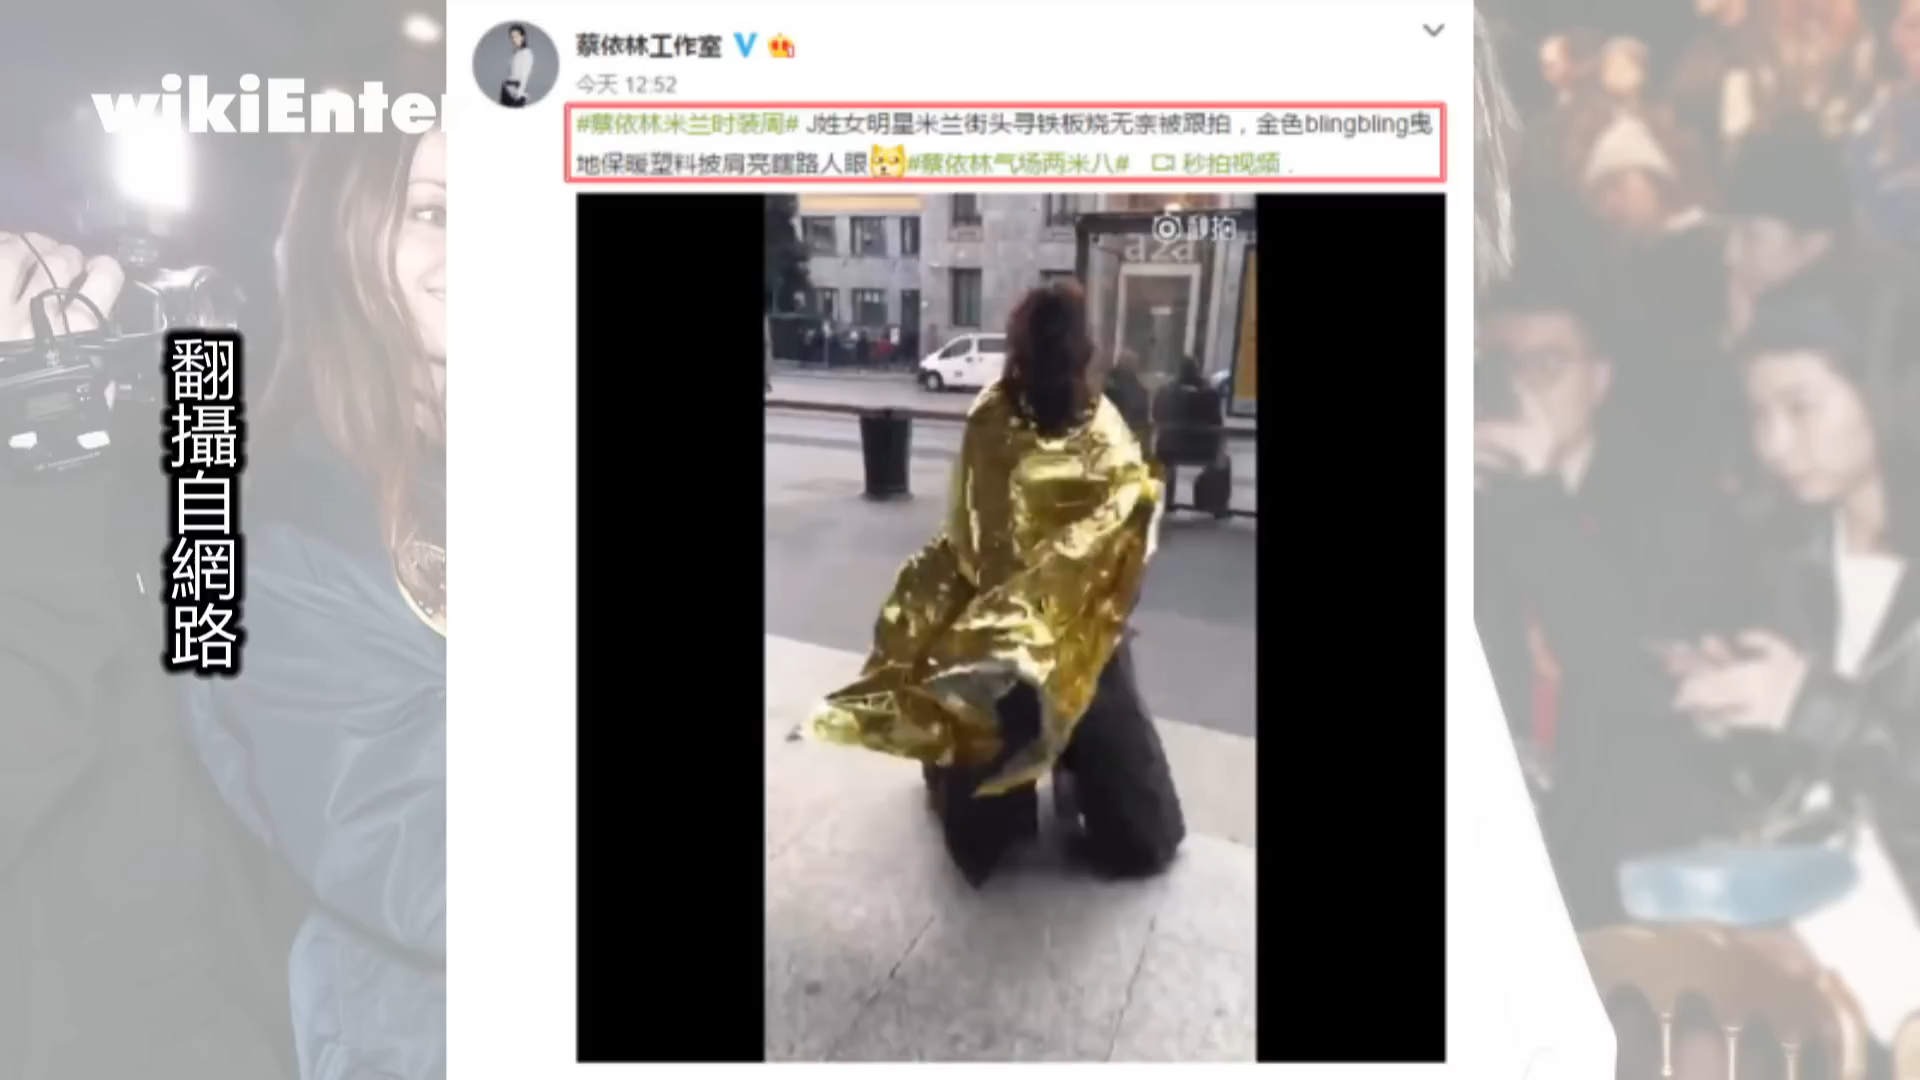 wikiEnter
翻攝自網路
蔡依林工作室
今天 12:52
#蔡依林米兰时装周# J姓女明星米兰街头寻铁板烧无亲被跟拍，金色blingbling曳
地保暖塑料披肩亮瞎路人眼#蔡依林气场两米八# 秒拍视频 .
秒拍
a2a